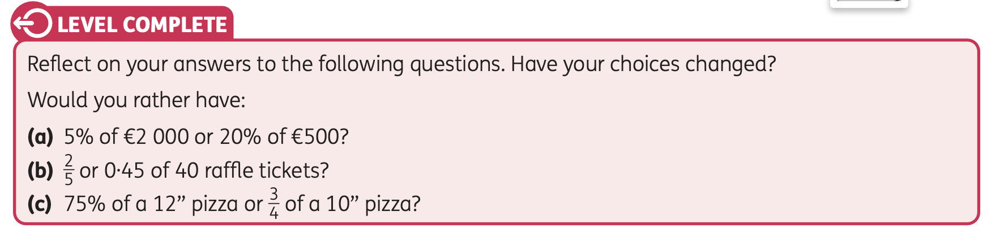 LEVEL COMPLETE
Reflect on your answers to the following questions. Have your choices changed?
Would you rather have:
(a) 5% of €2 000 or 20% of €500?
(b) 2/5 or 0·45 of 40 raffle tickets?
(c) 75% of a 12” pizza or 3/4 of a 10” pizza?